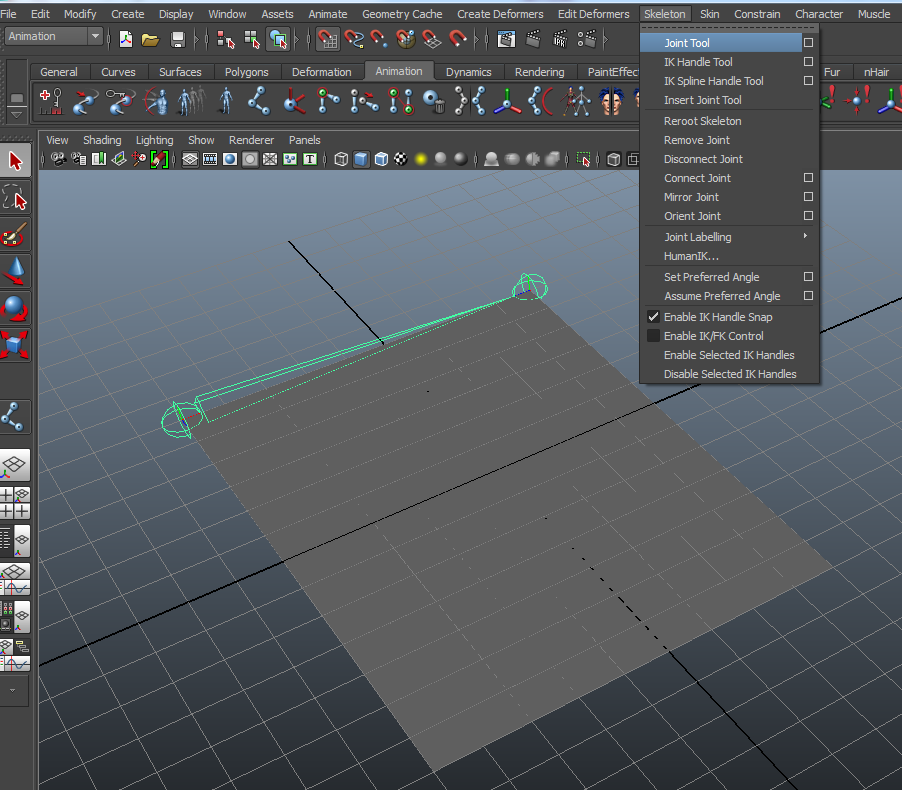 File Edit Modify Create Display Window Assets Animate Geometry Cache Create Deformers Edit Deformers Skeleton Skin Constrain Character Muscle
Animation
General Curves Surfaces Polygons Deformation Animation Dynamics Rendering PaintEffect Fur nHair
View Shading Lighting Show Renderer Panels
Joint Tool
IK Handle Tool
IK Spline Handle Tool
Insert Joint Tool
Reroot Skeleton
Remove Joint
Disconnect Joint
Connect Joint
Mirror Joint
Orient Joint
Joint Labelling
HumanIK...
Set Preferred Angle
Assume Preferred Angle
Enable IK Handle Snap
Enable IK/FK Control
Enable Selected IK Handles
Disable Selected IK Handles